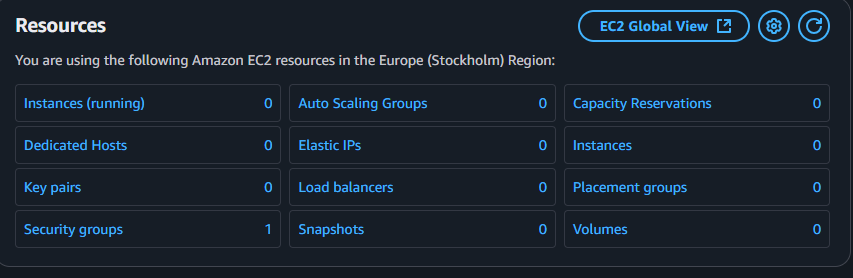 Resources
EC2 Global View
You are using the following Amazon EC2 resources in the Europe (Stockholm) Region:
Instances (running) 0
Auto Scaling Groups 0
Capacity Reservations 0
Dedicated Hosts 0
Elastic IPs 0
Instances 0
Key pairs 0
Load balancers 0
Placement groups 0
Security groups 1
Snapshots 0
Volumes 0